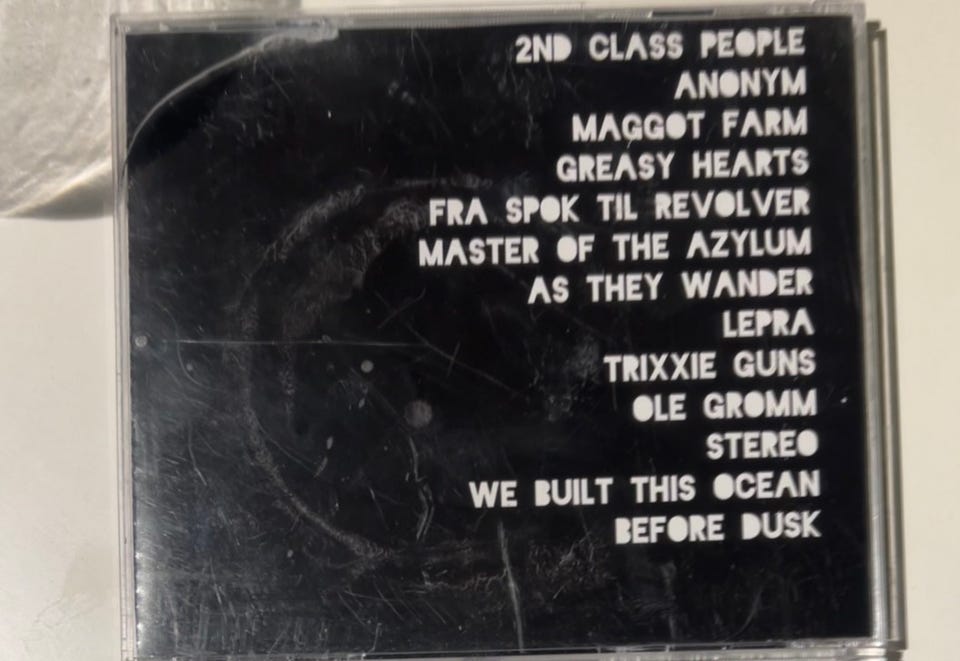 2ND CLASS PEOPLE
ANONYM
MAGGOT FARM
GREASY HEARTS
FRA SPOK TIL REVOLVER
MASTER OF THE AZYLUM
AS THEY WANDER
LEPRA
TRIXXIE GUNS
OLE GROMM
STEREO
WE BUILT THIS OCEAN
BEFORE DUSK